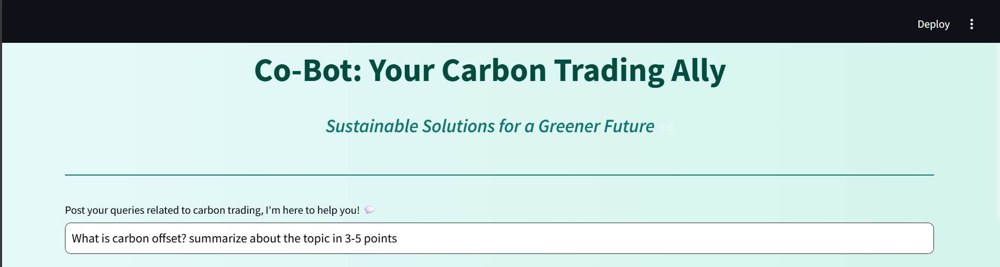 Deploy
Co-Bot: Your Carbon Trading Ally
Sustainable Solutions for a Greener Future
Post your queries related to carbon trading, I'm here to help you! 💬
What is carbon offset? summarize about the topic in 3-5 points